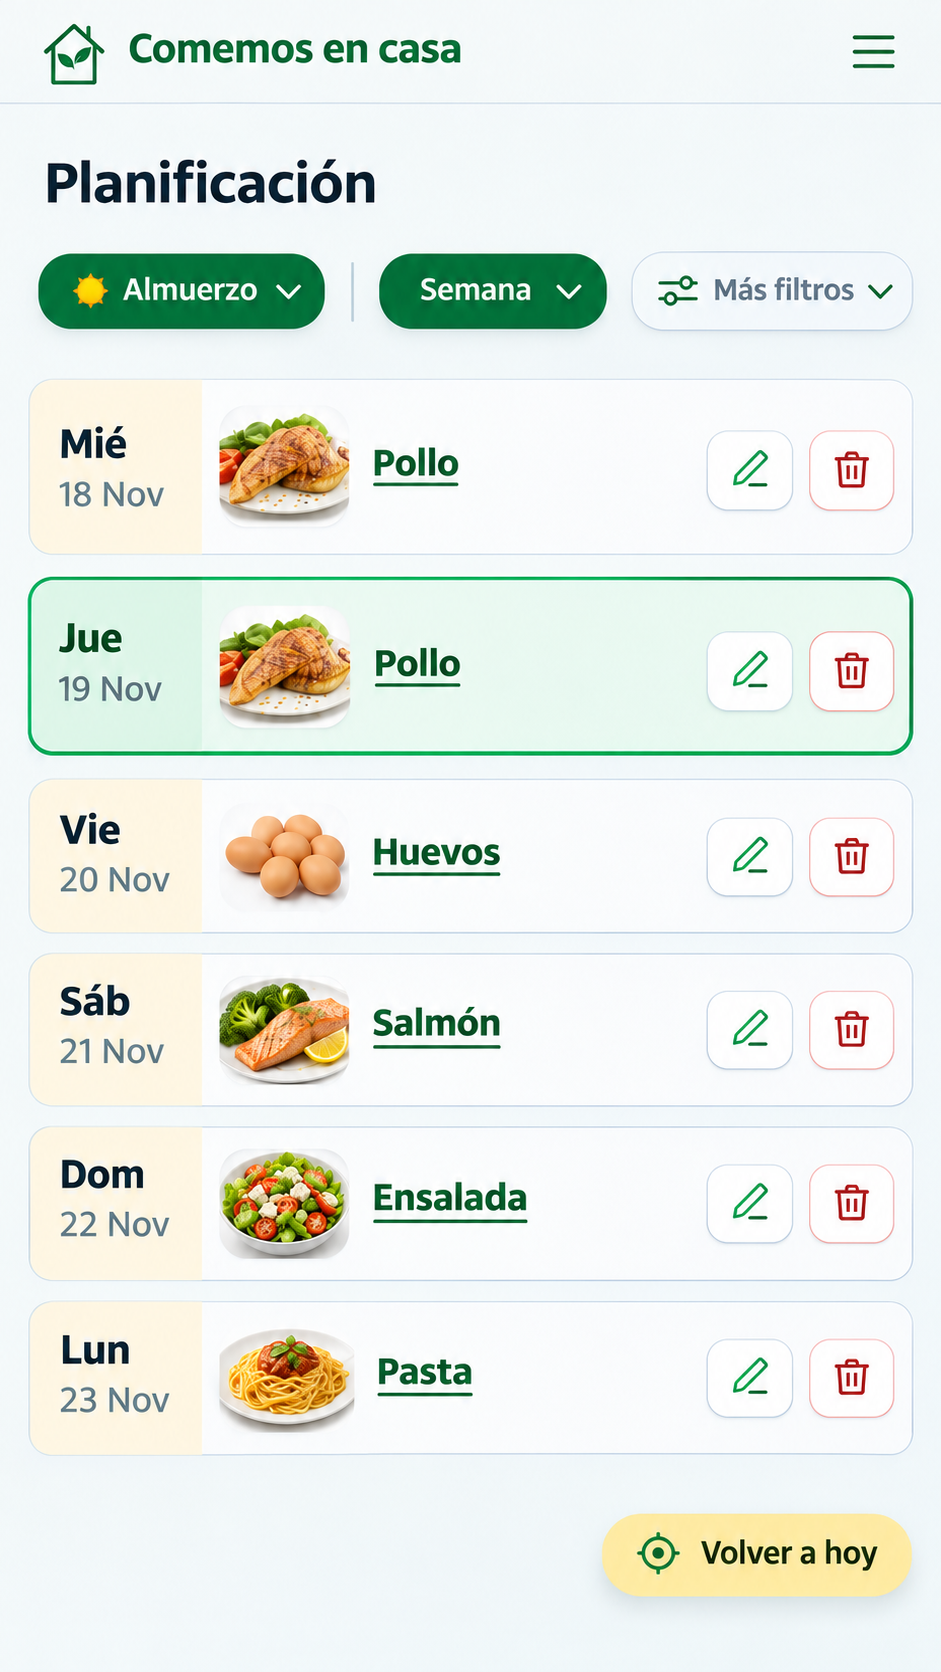 Comemos en casa
Planificación
Almuerzo
Semana
Más filtros
Mié
18 Nov
Pollo
Jue
19 Nov
Pollo
Vie
20 Nov
Huevos
Sáb
21 Nov
Salmón
Dom
22 Nov
Ensalada
Lun
23 Nov
Pasta
Volver a hoy